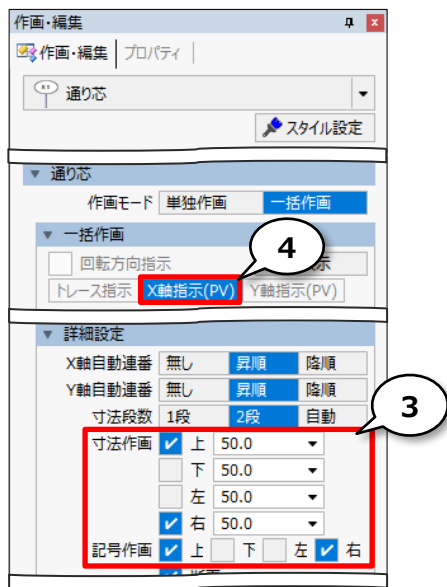 作画・編集
作画・編集 プロパティ
X1 通り芯
スタイル設定
通り芯
作画モード 単独作画 一括作画
一括作画
4
回転方向指示 示
トレース指示 X軸指示(PV) Y軸指示(PV)
詳細設定
X軸自動連番 無し 昇順 降順
Y軸自動連番 無し 昇順 降順
寸法段数 1段 2段 自動
3
寸法作画 上 50.0
下 50.0
左 50.0
右 50.0
記号作画 上 下 左 右